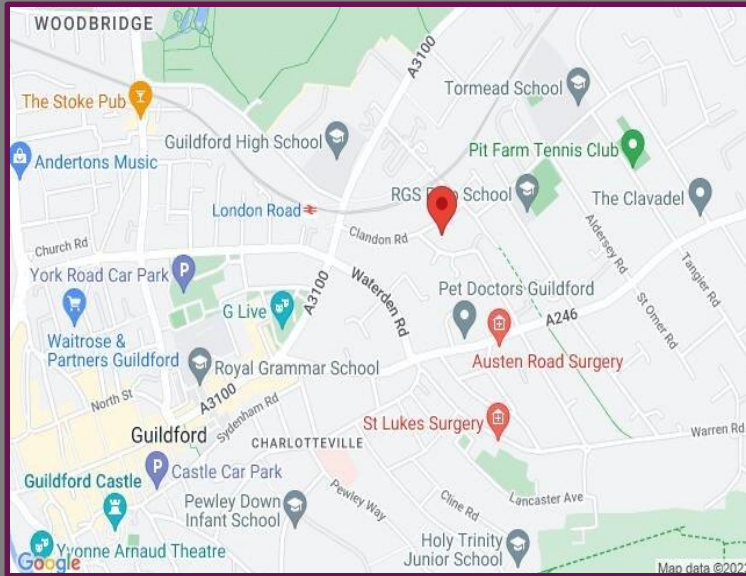 WOODBRIDGE
A3100
The Stoke Pub
Tormead School
Guildford High School
Pit Farm Tennis Club
Andertons Music
RGS Prep School
The Clavadel
London Road
Clandon Rd
Church Rd
Aldersey Rd
Tangier Rd
York Road Car Park
A3100
Waterden Rd
Pet Doctors Guildford
G Live
St Omer Rd
A246
Waitrose &
Partners Guildford
Austen Road Surgery
Royal Grammar School
North St
A3100
Sydenham Rd
St Lukes Surgery
Warren Rd
Guildford
CHARLOTTEVILLE
Castle Car Park
Guildford Castle
Pewley Way
Cline Rd
Lancaster Ave
Pewley Down
Infant School
Holy Trinity
Junior School
Yvonne Arnaud Theatre
Google
Map data